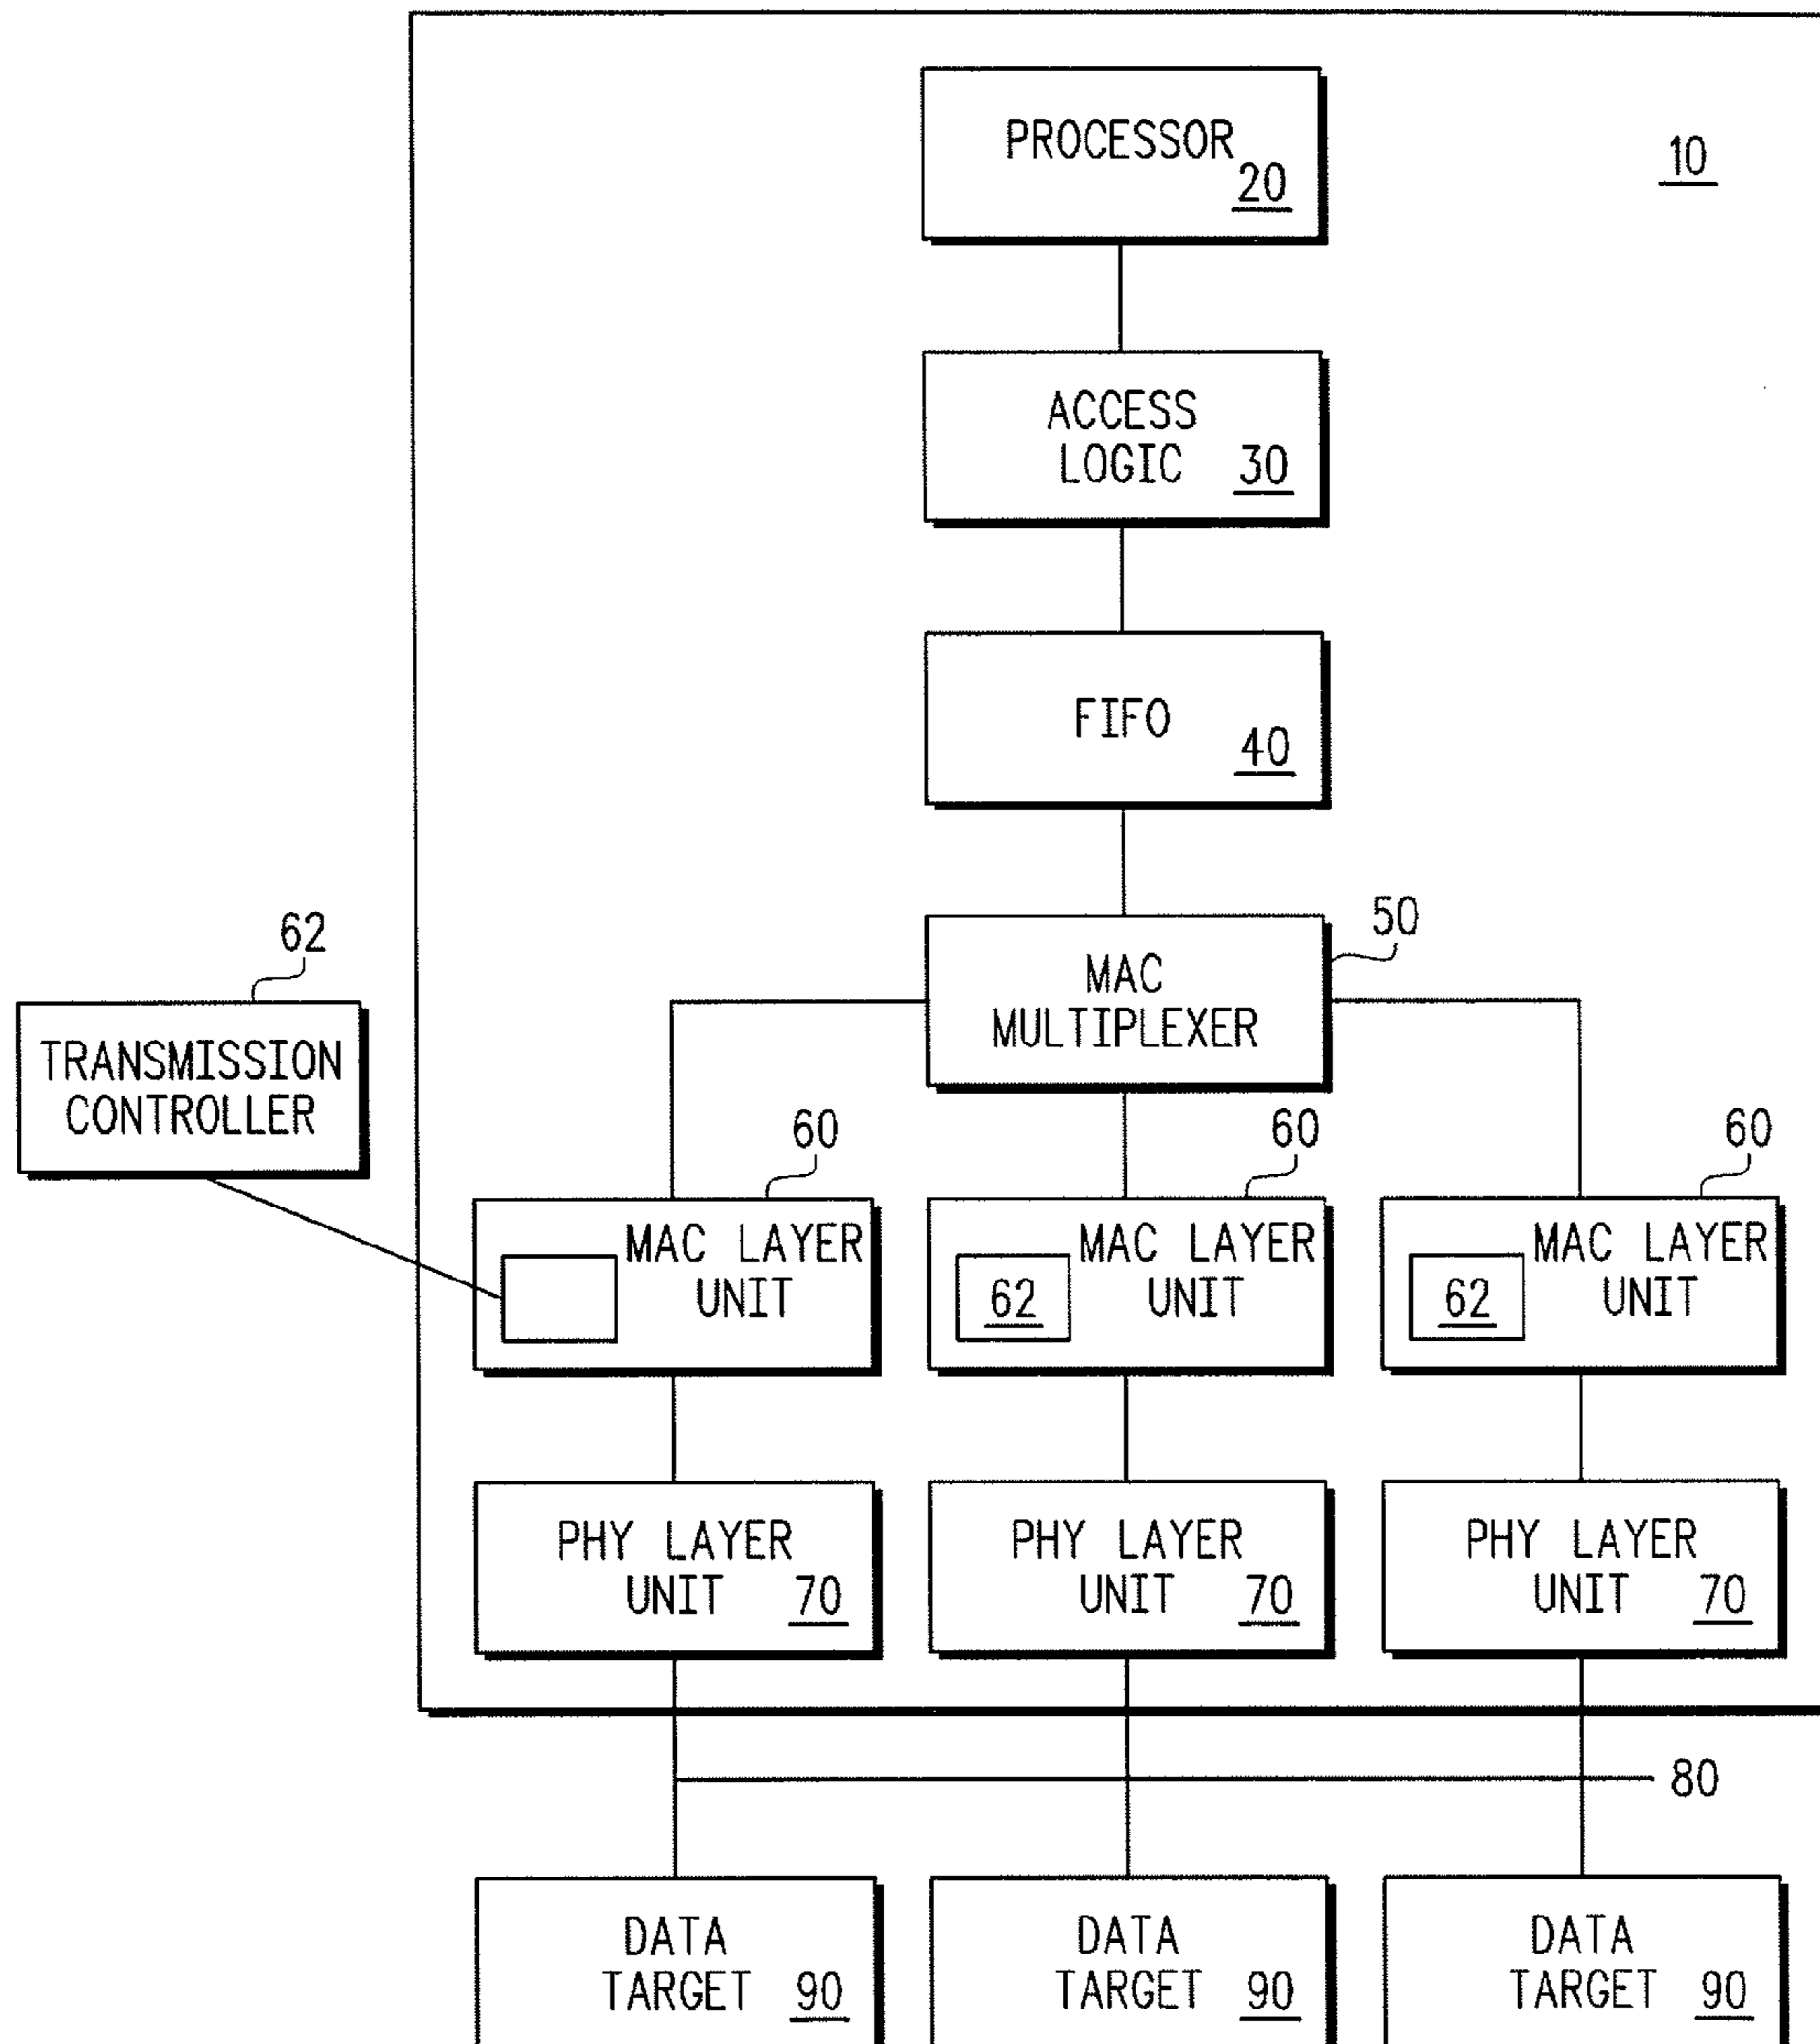 PROCESSOR
20
10
ACCESS
LOGIC 30
FIFO
40
50
MAC
MULTIPLEXER
62
TRANSMISSION
CONTROLLER
60
MAC LAYER
UNIT
60
MAC LAYER
UNIT
62
60
MAC LAYER
UNIT
62
PHY LAYER
UNIT 70
PHY LAYER
UNIT 70
PHY LAYER
UNIT 70
80
DATA
TARGET 90
DATA
TARGET 90
DATA
TARGET 90